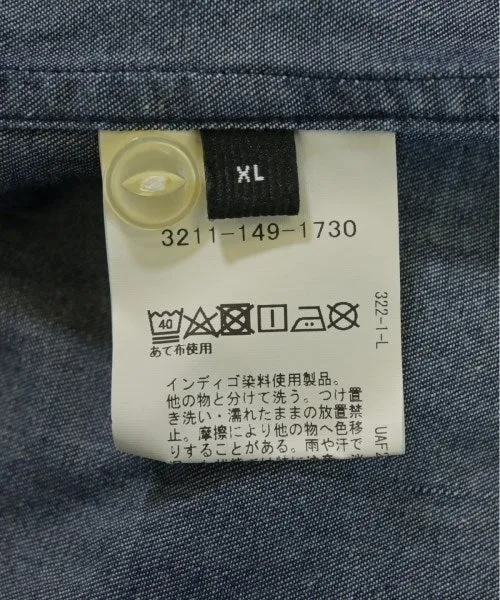 XL
3211-149-1730
40
あて布使用
インディゴ染料使用製品。
他の物と分けて洗う。つけ置
き洗い・濡れたままの放置禁
止。摩擦により他の物へ色移
りすることがある。雨や汗で
322-1-L
UAF